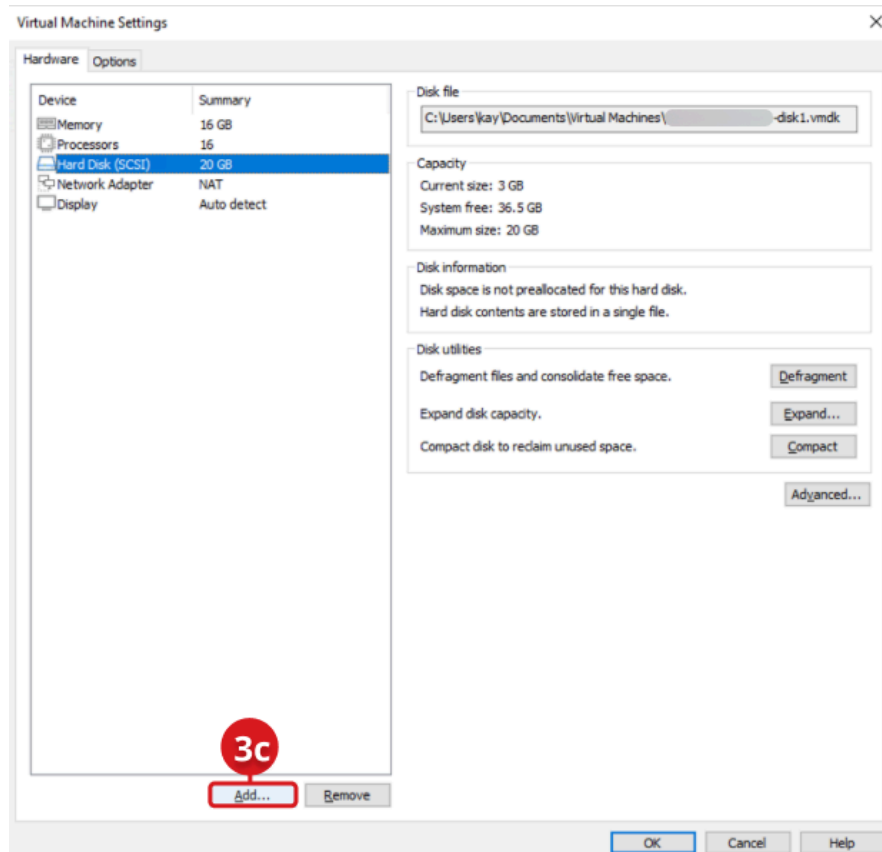 Virtual Machine Settings
Hardware Options
Device Summary
Memory 16 GB
Processors 16
Hard Disk (SCSI) 20 GB
Network Adapter NAT
Display Auto detect
Add... Remove
3c
Disk file
C:\Users\kay\Documents\Virtual Machines\ -disk1.vmdk
Capacity
Current size: 3 GB
System free: 36.5 GB
Maximum size: 20 GB
Disk information
Disk space is not preallocated for this hard disk.
Hard disk contents are stored in a single file.
Disk utilities
Defragment files and consolidate free space. Defragment
Expand disk capacity. Expand...
Compact disk to reclaim unused space. Compact
Advanced...
OK Cancel Help